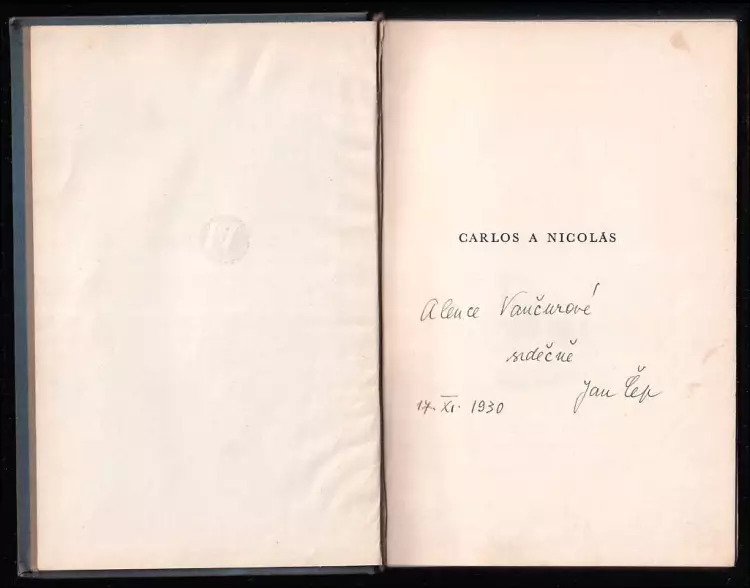 CARLOS A NICOLÁS
Alence Vančurové
srdečně
Jan Čep
17. XI. 1930